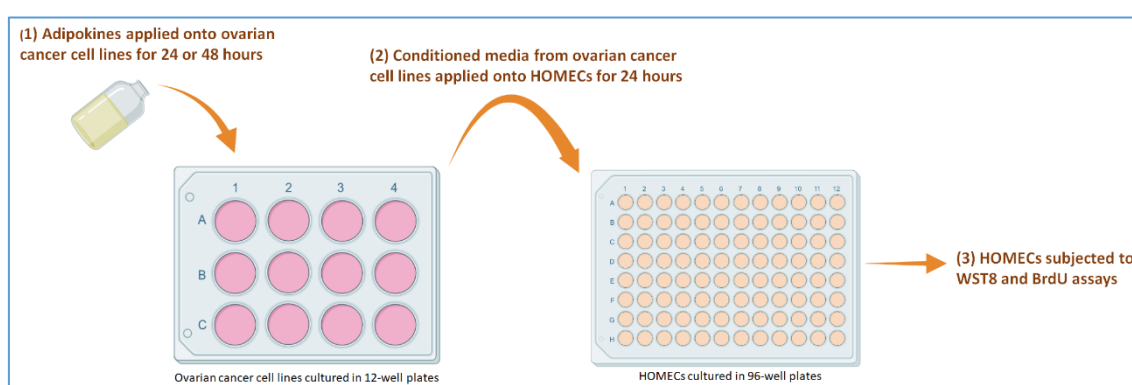 (1) Adipokines applied onto ovarian
cancer cell lines for 24 or 48 hours
(2) Conditioned media from ovarian cancer
cell lines applied onto HOMECs for 24 hours
1 2 3 4
A
B
C
Ovarian cancer cell lines cultured in 12-well plates
1 2 3 4 5 6 7 8 9 10 11 12
A
B
C
D
E
F
G
H
HOMECs cultured in 96-well plates
(3) HOMECs subjected to
WST8 and BrdU assays